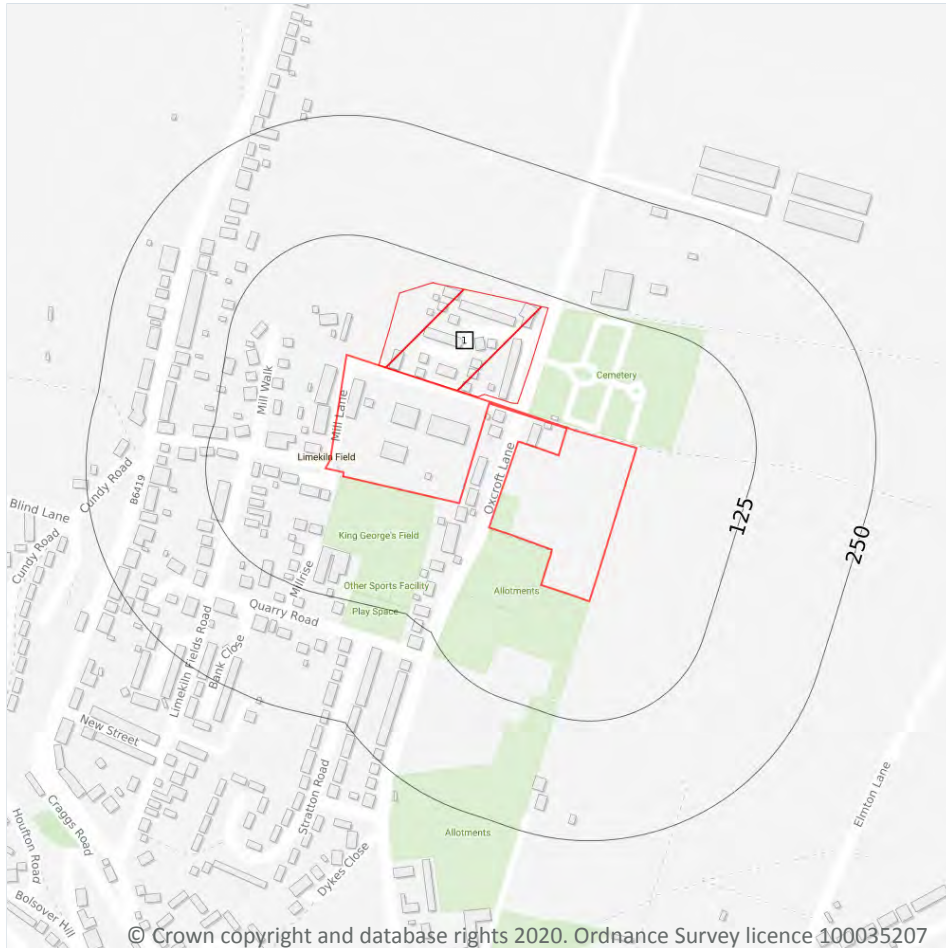 1
Cemetery
Mill Walk
Mill Lane
Limekiln Field
Oxcroft Lane
Cundy Road
B6419
Blind Lane
Cundy Road
125
250
King George's Field
Millrise
Other Sports Facility
Allotments
Play Space
Quarry Road
Limekiln Fields Road
Bank Close
New Street
Stratton Road
Elmton Lane
Craggs Road
Houfton Road
Allotments
Dykes Close
Bolsover Hill
© Crown copyright and database rights 2020. Ordnance Survey licence 100035207